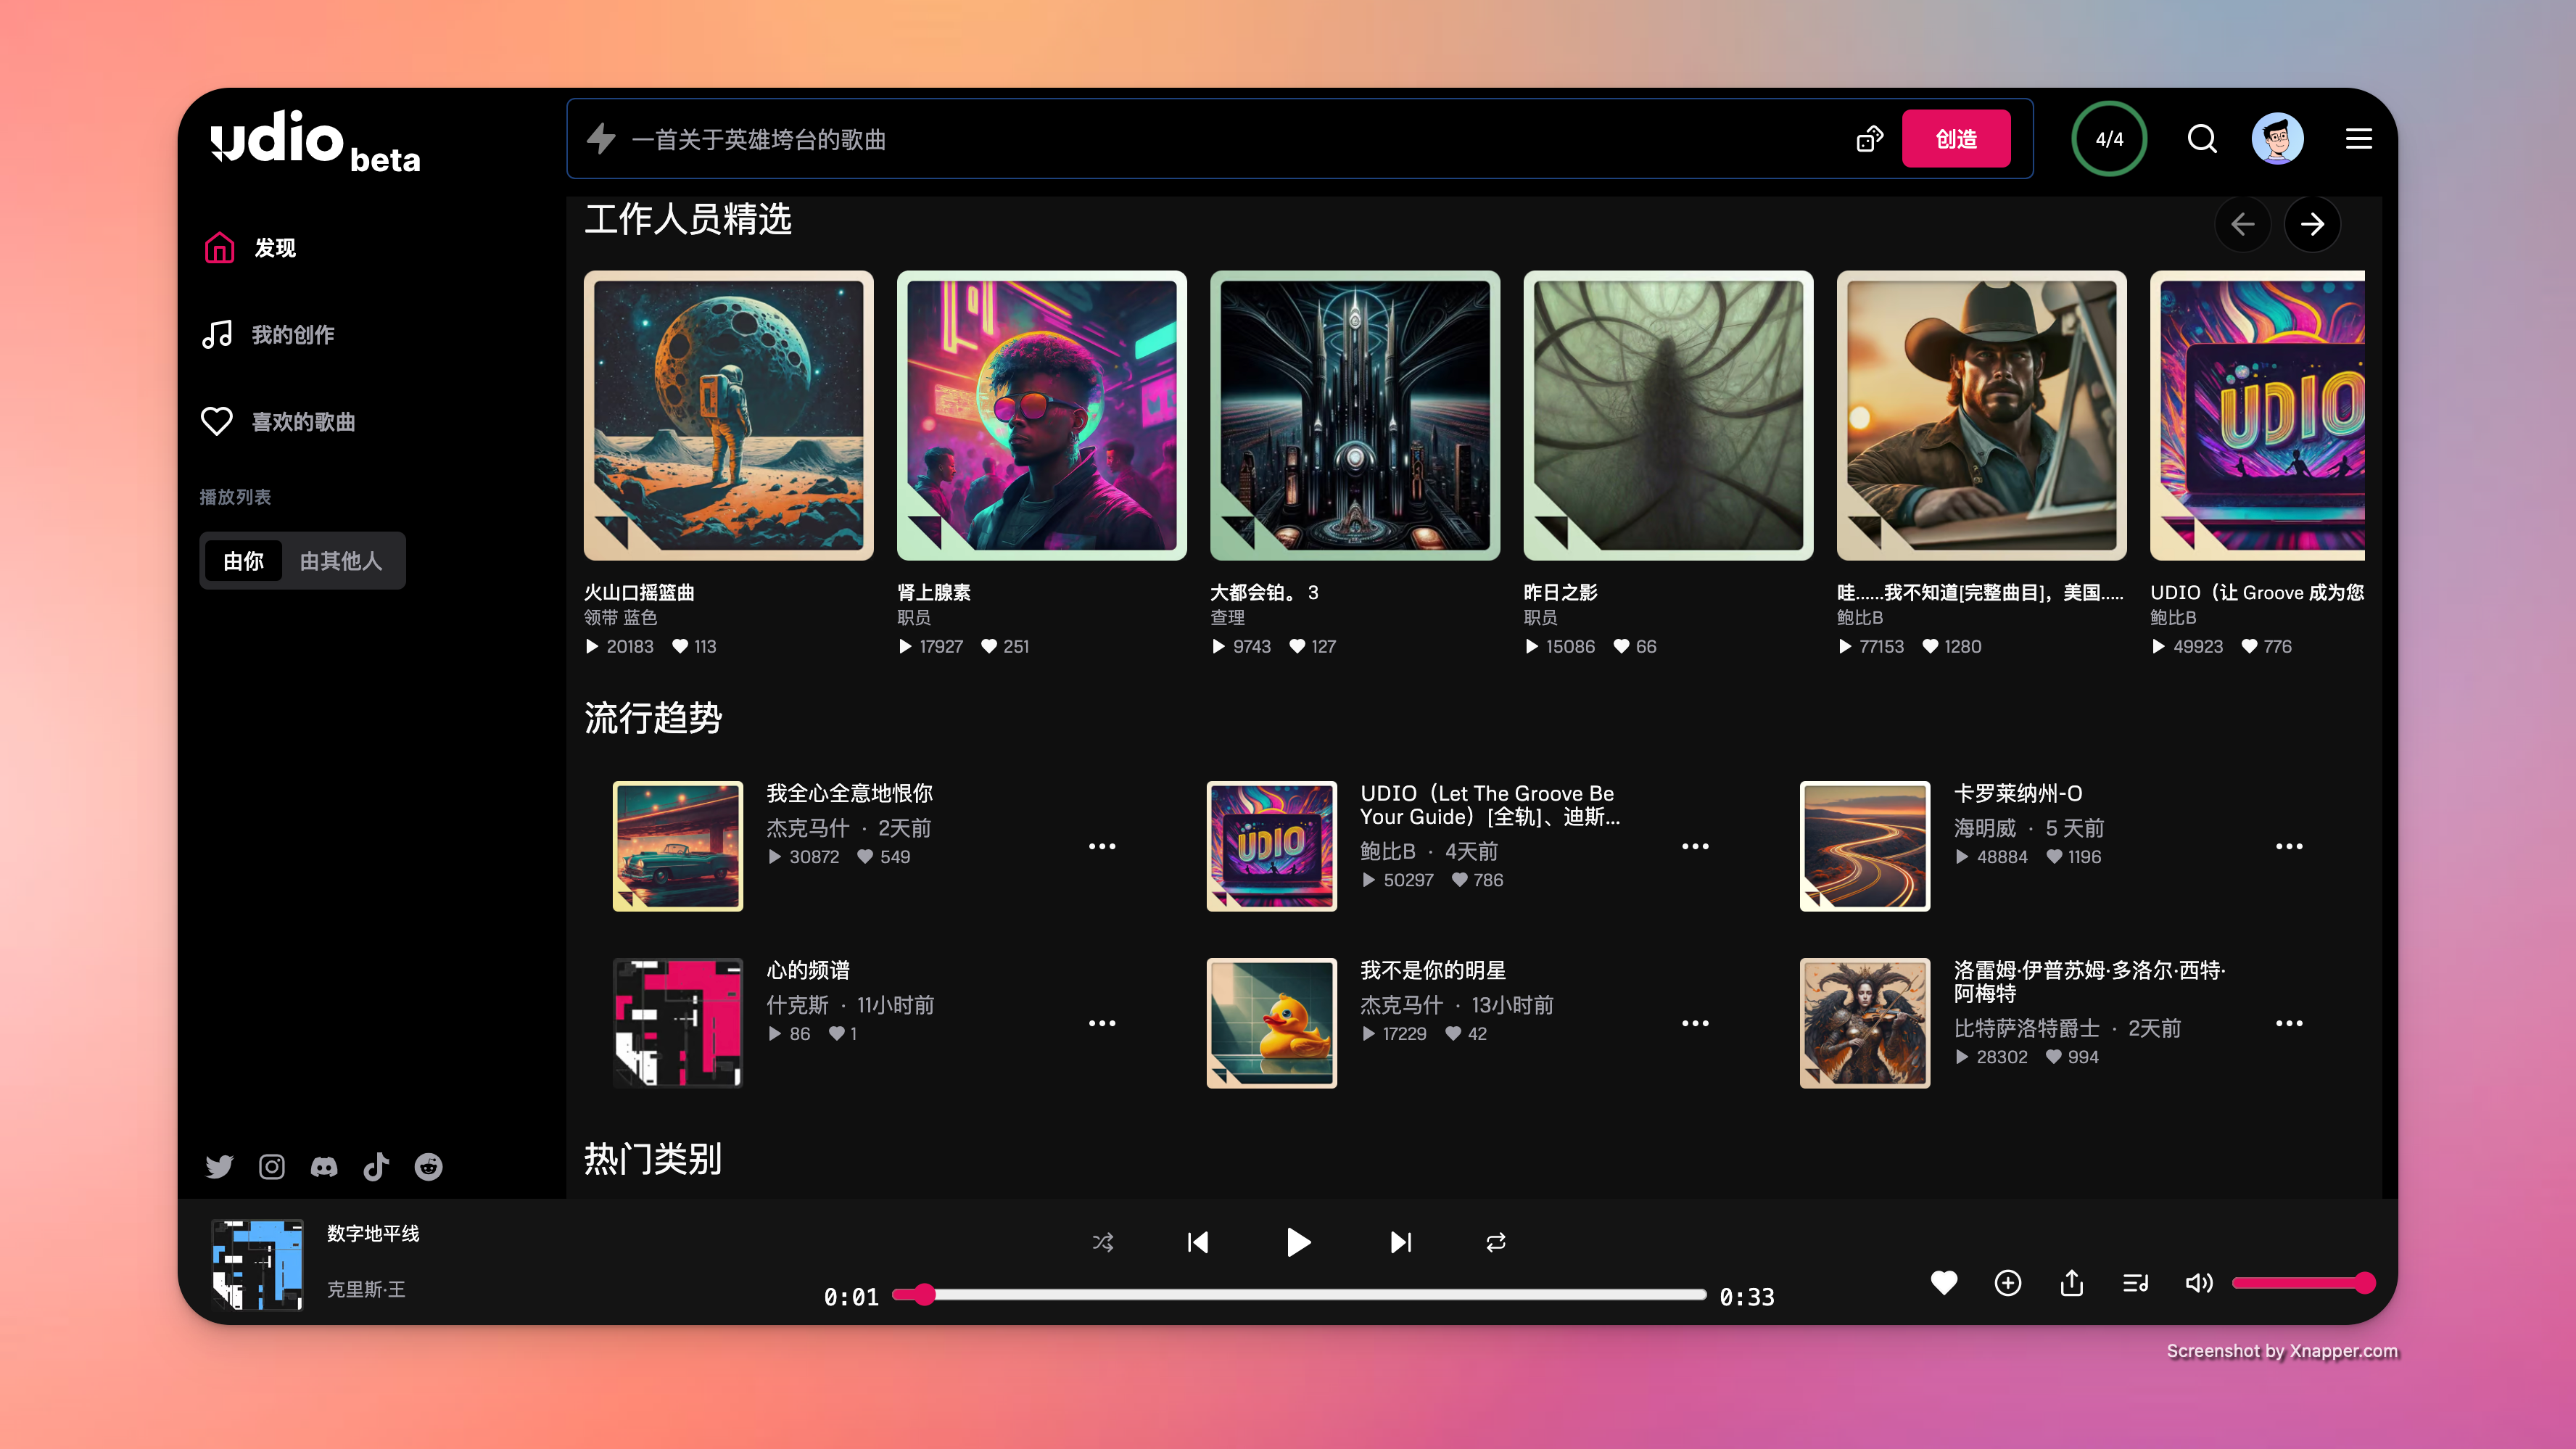 udio beta
一首关于英雄垮台的歌曲
创造
4/4
发现
我的创作
喜欢的歌曲
播放列表
由你
由其他人
工作人员精选
UDIO
火山口摇篮曲
领带 蓝色
20183 113
肾上腺素
职员
17927 251
大都会铂。 3
查理
9743 127
昨日之影
职员
15086 66
哇......我不知道[完整曲目]，美国.....
鲍比B
77153 1280
UDIO（让 Groove 成为您
鲍比B
49923 776
流行趋势
我全心全意地恨你
杰克马什 · 2天前
30872 549
UDIO
UDIO（Let The Groove Be
Your Guide）[全轨]、迪斯...
鲍比B · 4天前
50297 786
卡罗莱纳州-O
海明威 · 5 天前
48884 1196
心的频谱
什克斯 · 11小时前
86 1
我不是你的明星
杰克马什 · 13小时前
17229 42
洛雷姆·伊普苏姆·多洛尔·西特·
阿梅特
比特萨洛特爵士 · 2天前
28302 994
热门类别
数字地平线
克里斯·王
0:01
0:33
Screenshot by Xnapper.com